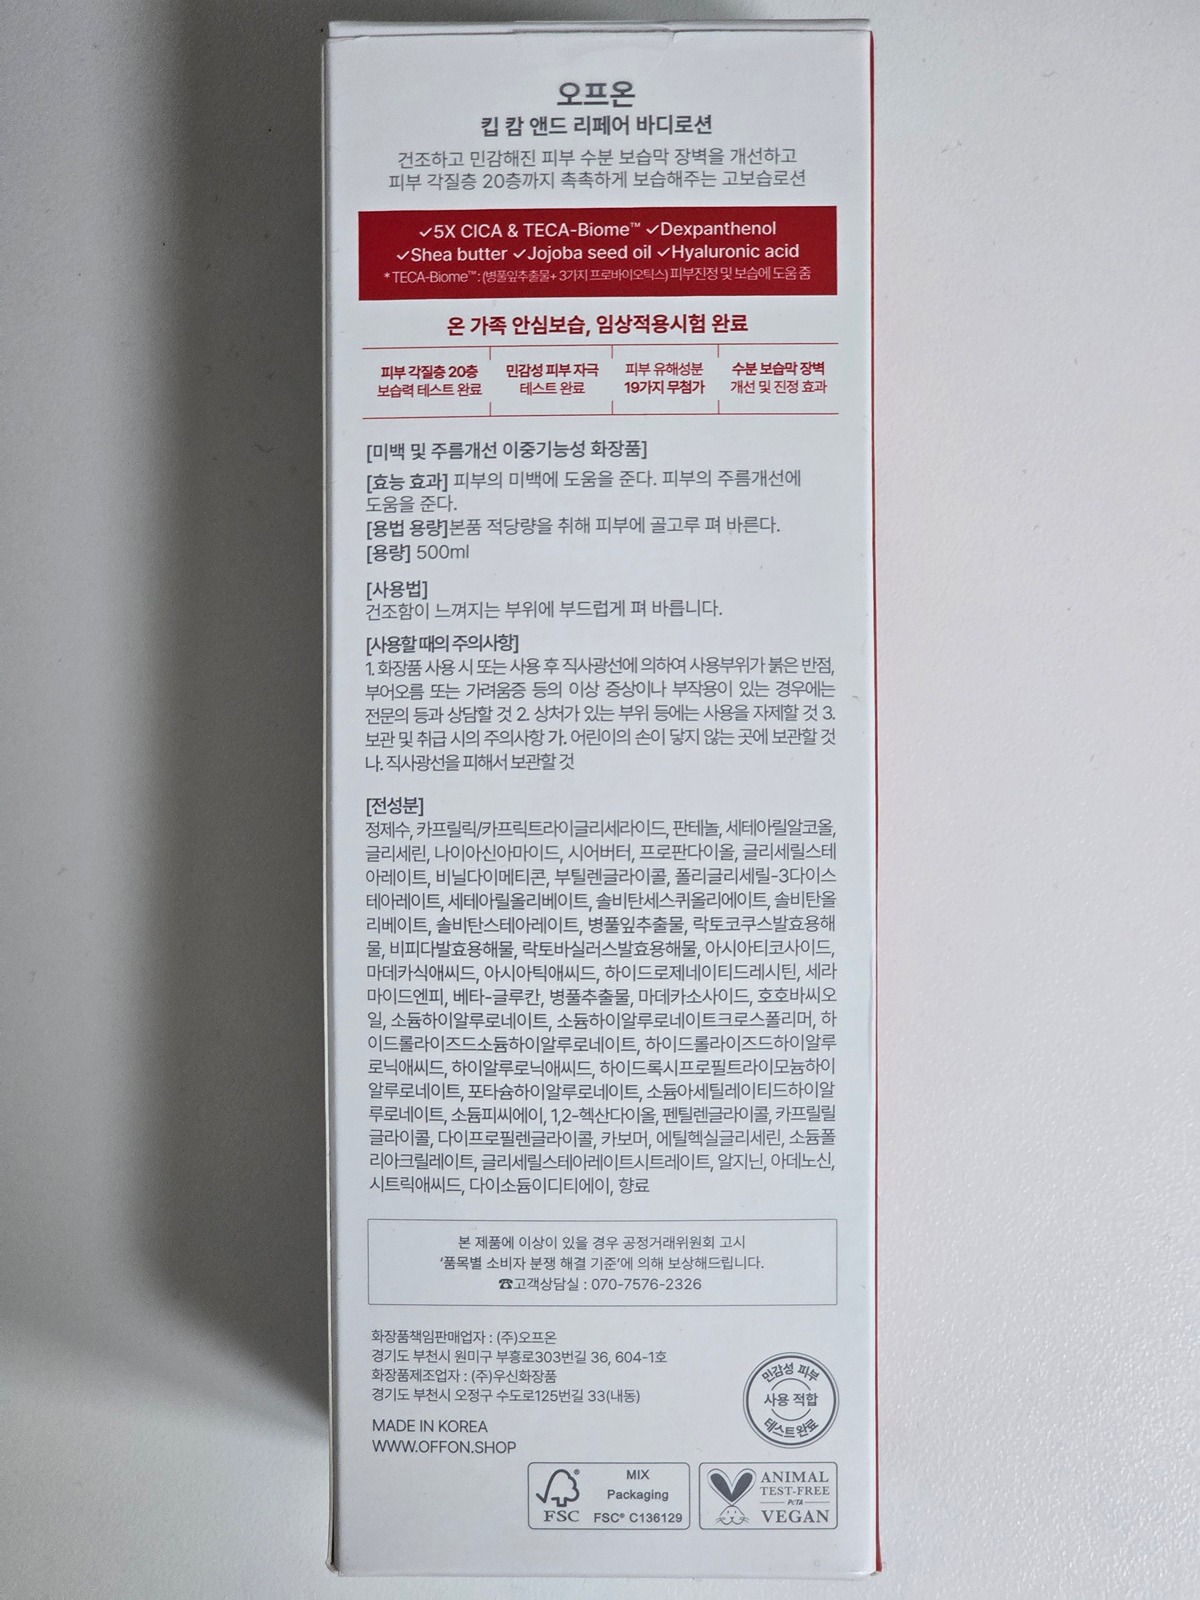 오프온
킵 캄 앤드 리페어 바디로션
건조하고 민감해진 피부 수분 보습막 장벽을 개선하고
피부 각질층 20층까지 촉촉하게 보습해주는 고보습로션
✓5X CICA & TECA-Biome™ ✓Dexpanthenol
✓Shea butter ✓Jojoba seed oil ✓Hyaluronic acid
* TECA-Biome™ : (병풀잎추출물+ 3가지 프로바이오틱스) 피부진정 및 보습에 도움 줌
온 가족 안심보습, 임상적용시험 완료
피부 각질층 20층
보습력 테스트 완료
민감성 피부 자극
테스트 완료
피부 유해성분
19가지 무첨가
수분 보습막 장벽
개선 및 진정 효과
[미백 및 주름개선 이중기능성 화장품]
[효능 효과] 피부의 미백에 도움을 준다. 피부의 주름개선에
도움을 준다.
[용법 용량]본품 적당량을 취해 피부에 골고루 펴 바른다.
[용량] 500ml
[사용법]
건조함이 느껴지는 부위에 부드럽게 펴 바릅니다.
[사용할 때의 주의사항]
1. 화장품 사용 시 또는 사용 후 직사광선에 의하여 사용부위가 붉은 반점,
부어오름 또는 가려움증 등의 이상 증상이나 부작용이 있는 경우에는
전문의 등과 상담할 것 2. 상처가 있는 부위 등에는 사용을 자제할 것 3.
보관 및 취급 시의 주의사항 가. 어린이의 손이 닿지 않는 곳에 보관할 것
나. 직사광선을 피해서 보관할 것
[전성분]
정제수, 카프릴릭/카프릭트라이글리세라이드, 판테놀, 세테아릴알코올,
글리세린, 나이아신아마이드, 시어버터, 프로판다이올, 글리세릴스테
아레이트, 비닐다이메티콘, 부틸렌글라이콜, 폴리글리세릴-3다이스
테아레이트, 세테아릴올리베이트, 솔비탄세스퀴올리에이트, 솔비탄올
리베이트, 솔비탄스테아레이트, 병풀잎추출물, 락토코쿠스발효용해
물, 비피다발효용해물, 락토바실러스발효용해물, 아시아티코사이드,
마데카식애씨드, 아시아틱애씨드, 하이드로제네이티드레시틴, 세라
마이드엔피, 베타-글루칸, 병풀추출물, 마데카소사이드, 호호바씨오
일, 소듐하이알루로네이트, 소듐하이알루로네이트크로스폴리머, 하
이드롤라이즈드소듐하이알루로네이트, 하이드롤라이즈드하이알루
로닉애씨드, 하이알루로닉애씨드, 하이드록시프로필트라이모늄하이
알루로네이트, 포타슘하이알루로네이트, 소듐아세틸레이티드하이알
루로네이트, 소듐피씨에이, 1,2-헥산다이올, 펜틸렌글라이콜, 카프릴릴
글라이콜, 다이프로필렌글라이콜, 카보머, 에틸헥실글리세린, 소듐폴
리아크릴레이트, 글리세릴스테아레이트시트레이트, 알지닌, 아데노신,
시트릭애씨드, 다이소듐이디티에이, 향료
본 제품에 이상이 있을 경우 공정거래위원회 고시
'품목별 소비자 분쟁 해결 기준'에 의해 보상해드립니다.
☎고객상담실 : 070-7576-2326
화장품책임판매업자 : (주)오프온
경기도 부천시 원미구 부흥로303번길 36, 604-1호
화장품제조업자 : (주)우신화장품
경기도 부천시 오정구 수도로125번길 33(내동)
MADE IN KOREA
WWW.OFFON.SHOP
민감성 피부
사용 적합
테스트완료
FSC
MIX
Packaging
FSC® C136129
ANIMAL
TEST-FREE
PETA
VEGAN